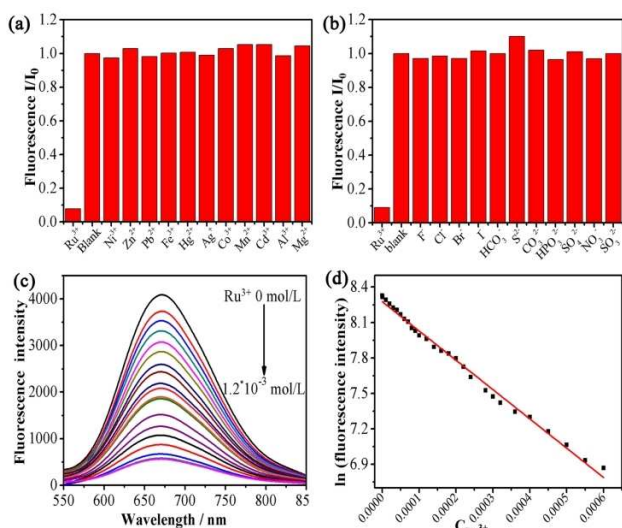 (a)
Fluorescence I/I₀
1.2
1.0
0.8
0.6
0.4
0.2
0.0
Ru³⁺ Blank Ni³⁺ Zn²⁺ Pb²⁺ Fe³⁺ Hg²⁺ Ag⁺ Co³⁺ Mn²⁺ Cd²⁺ Al³⁺ Mg²⁺
(b)
Fluorescence I/I₀
1.2
1.0
0.8
0.6
0.4
0.2
0.0
Ru³⁺ blank F⁻ Cl⁻ Br⁻ I⁻ HCO₃⁻ S²⁻ CO₃²⁻ HPO₃²⁻ SO₄²⁻ NO₃⁻ SO₃²⁻
(c)
Fluorescence intensity
4000
3000
2000
1000
0
Ru³⁺ 0 mol/L
1.2*10⁻³ mol/L
550 600 650 700 750 800 85
Wavelength / nm
(d)
ln (fluorescence intensity)
8.4
8.1
7.8
7.5
7.2
6.9
0.0000 0.0001 0.0002 0.0003 0.0004 0.0005 0.0006